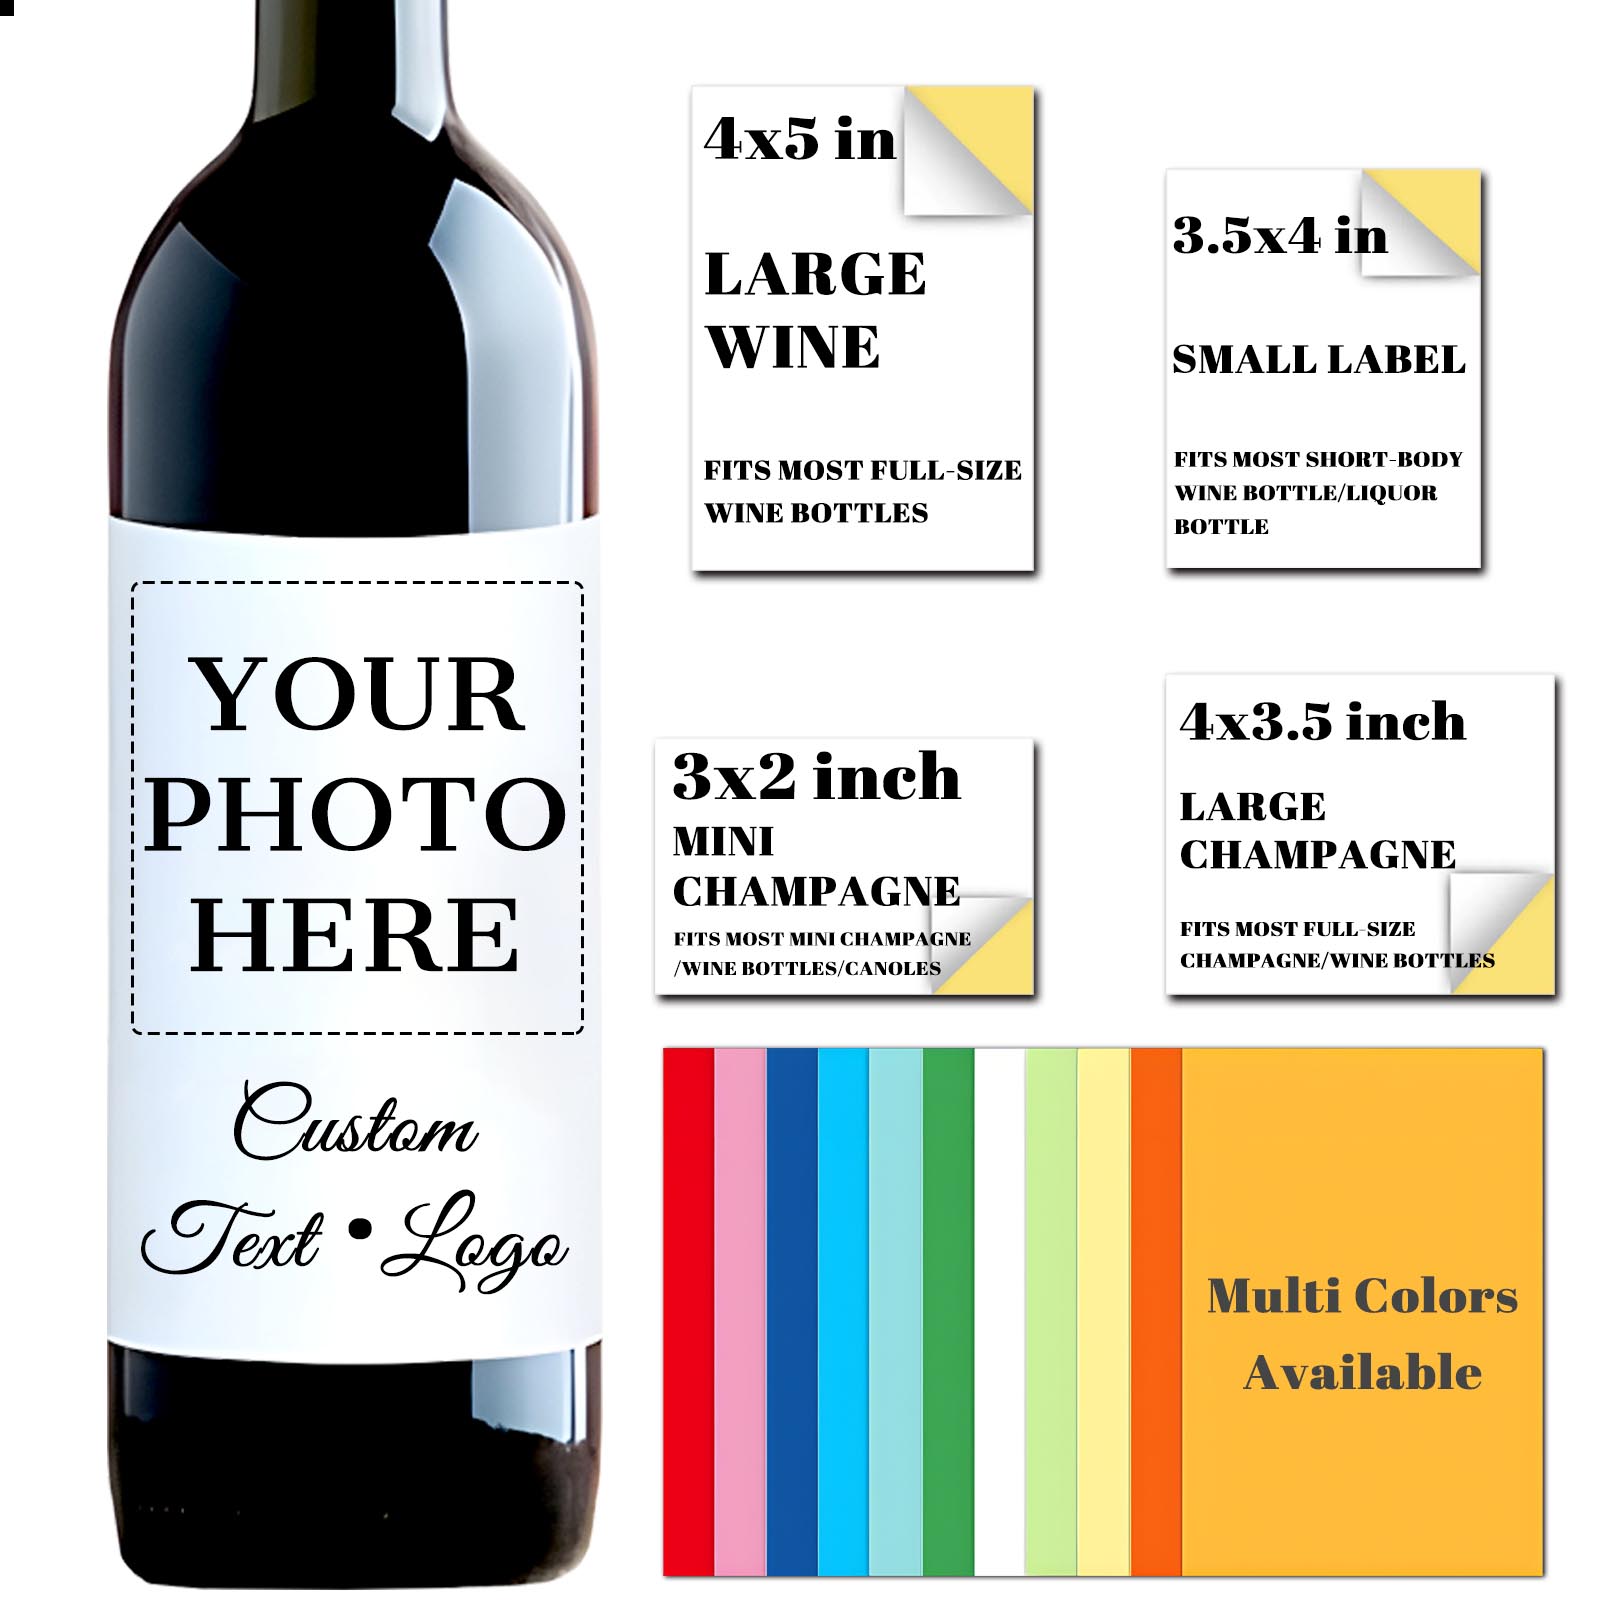 YOUR
PHOTO
HERE
Custom
Text • Logo
4x5 in
LARGE
WINE
FITS MOST FULL-SIZE
WINE BOTTLES
3.5x4 in
SMALL LABEL
FITS MOST SHORT-BODY
WINE BOTTLE/LIQUOR
BOTTLE
3x2 inch
MINI
CHAMPAGNE
FITS MOST MINI CHAMPAGNE
/WINE BOTTLES/CANOLES
4x3.5 inch
LARGE
CHAMPAGNE
FITS MOST FULL-SIZE
CHAMPAGNE/WINE BOTTLES
Multi Colors
Available